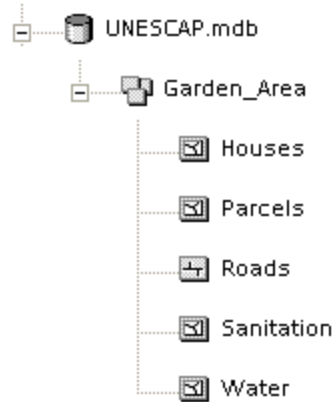 UNESCAP.mdb
Garden_Area
Houses
Parcels
Roads
Sanitation
Water